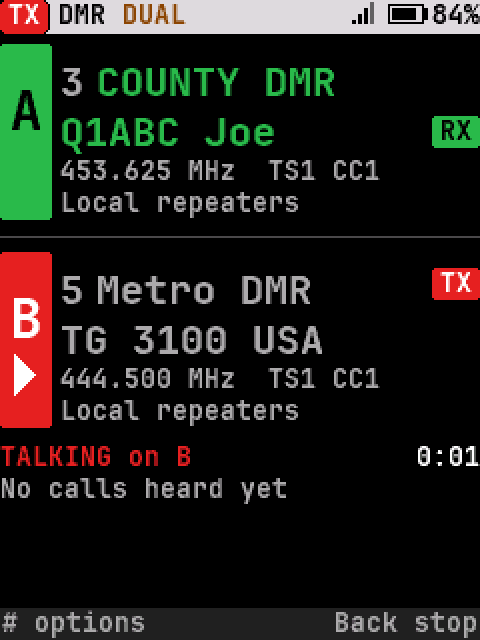 TX DMR DUAL 84%
A
3 COUNTY DMR
Q1ABC Joe
RX
453.625 MHz TS1 CC1
Local repeaters
B
5 Metro DMR
TX
TG 3100 USA
444.500 MHz TS1 CC1
Local repeaters
TALKING on B 0:01
No calls heard yet
# options Back stop